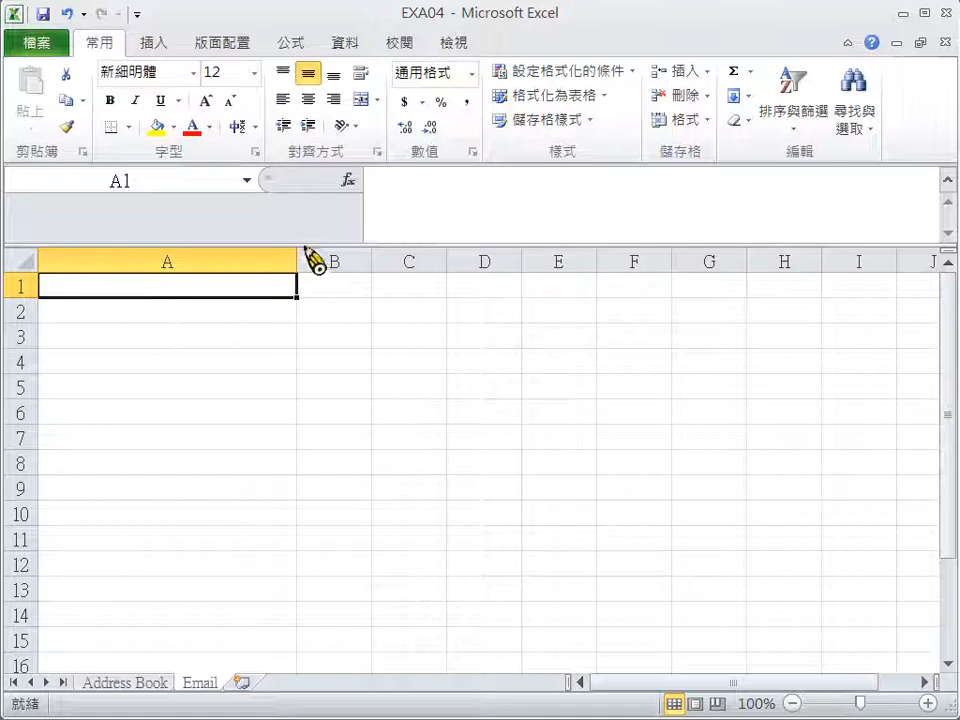 EXA04 - Microsoft Excel
檔案 常用 插入 版面配置 公式 資料 校閱 檢視
新細明體 12 通用格式 設定格式化的條件 插入 Σ
貼上 B I U A A $ % , 格式化為表格 刪除 排序與篩選 尋找與選取
中 .00 儲存格樣式 格式
剪貼簿 字型 對齊方式 數值 樣式 儲存格 編輯
A1 fx
A B C D E F G H I J
1
2
3
4
5
6
7
8
9
10
11
12
13
14
15
16
Address Book Email
就緒 100%